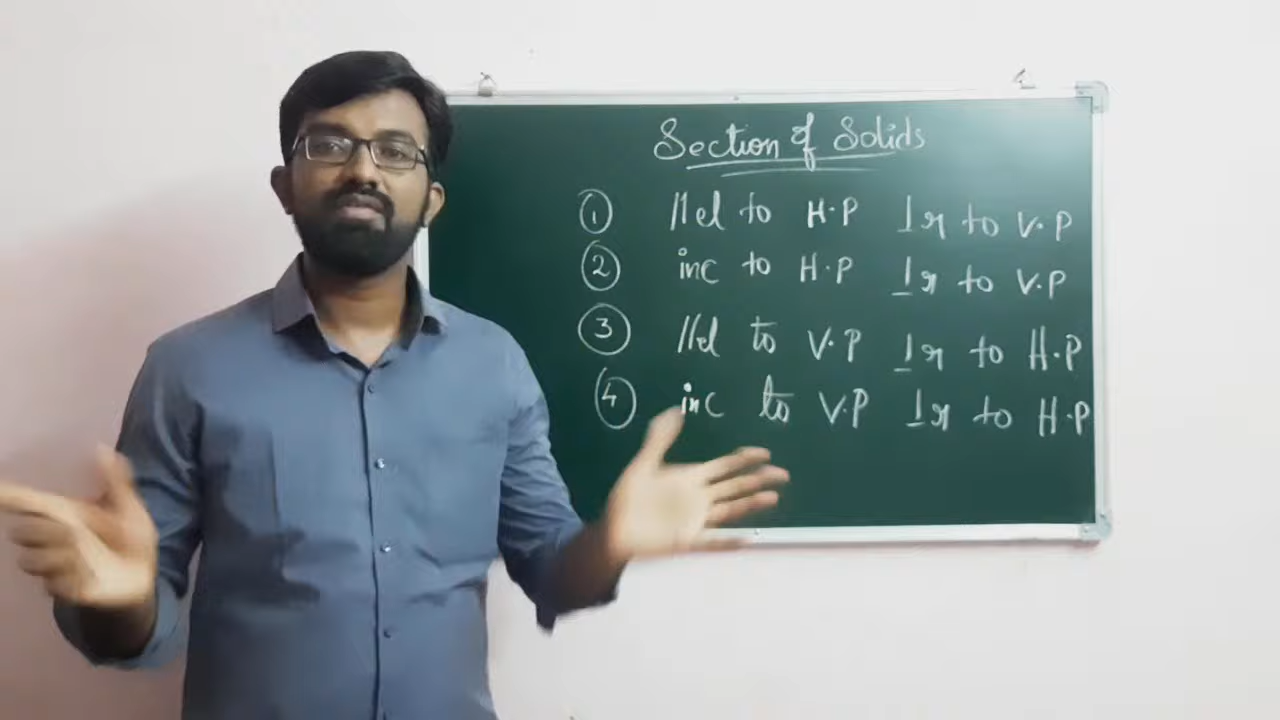 Section of Solids
1 //el to H.P ⊥r to V.P
2 inc to H.P ⊥r to V.P
3 //el to V.P ⊥r to H.P
4 inc to V.P ⊥r to H.P